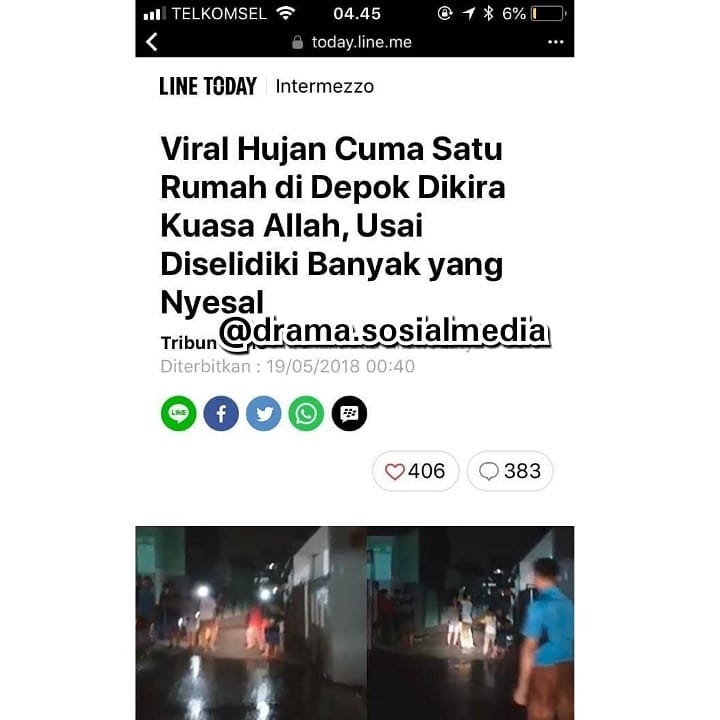 TELKOMSEL 04.45 6%
today.line.me
LINE TODAY Intermezzo
Viral Hujan Cuma Satu
Rumah di Depok Dikira
Kuasa Allah, Usai
Diselidiki Banyak yang
Nyesal
@drama.sosialmedia
Tribun
Diterbitkan : 19/05/2018 00:40
LINE
406 383